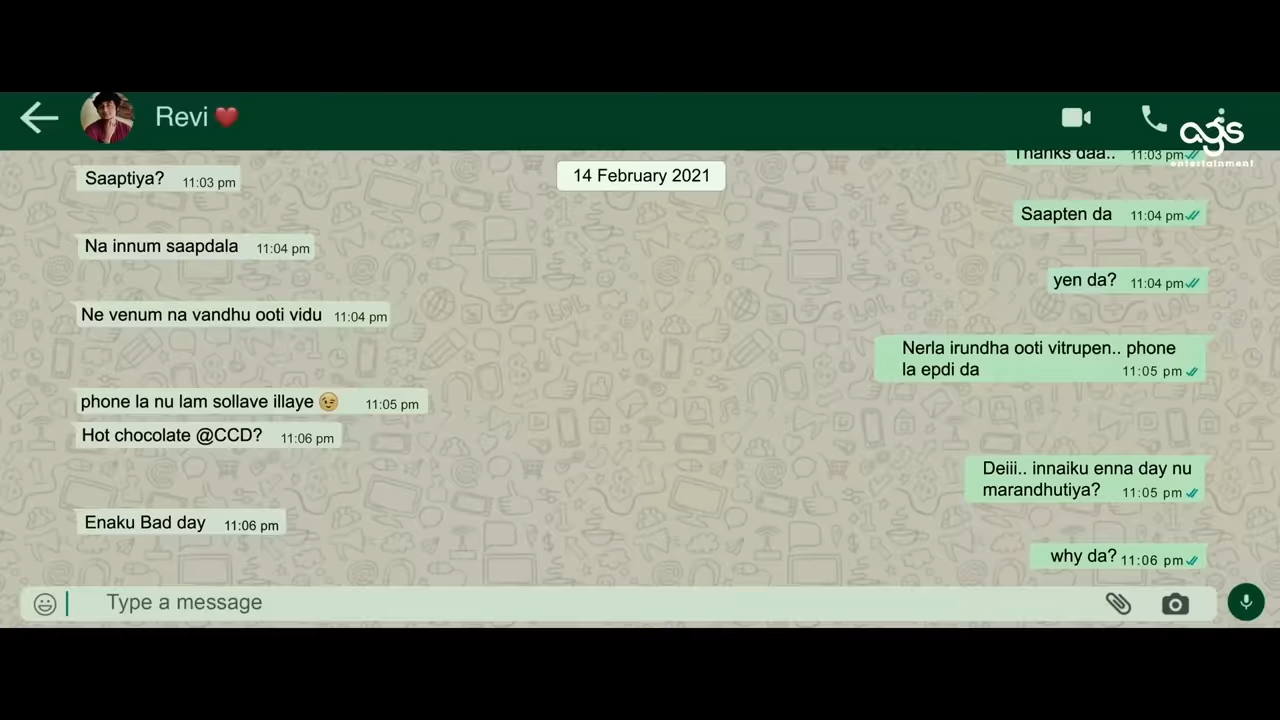 Revi ❤️
ags
entertainment
14 February 2021
Thanks daa.. 11:03 pm
Saaptiya? 11:03 pm
Saapten da 11:04 pm
Na innum saapdala 11:04 pm
yen da? 11:04 pm
Ne venum na vandhu ooti vidu 11:04 pm
Nerla irundha ooti vitrupen.. phone
la epdi da 11:05 pm
phone la nu lam sollave illaye 😉 11:05 pm
Hot chocolate @CCD? 11:06 pm
Deiii.. innaiku enna day nu
marandhutiya? 11:05 pm
Enaku Bad day 11:06 pm
why da? 11:06 pm
Type a message